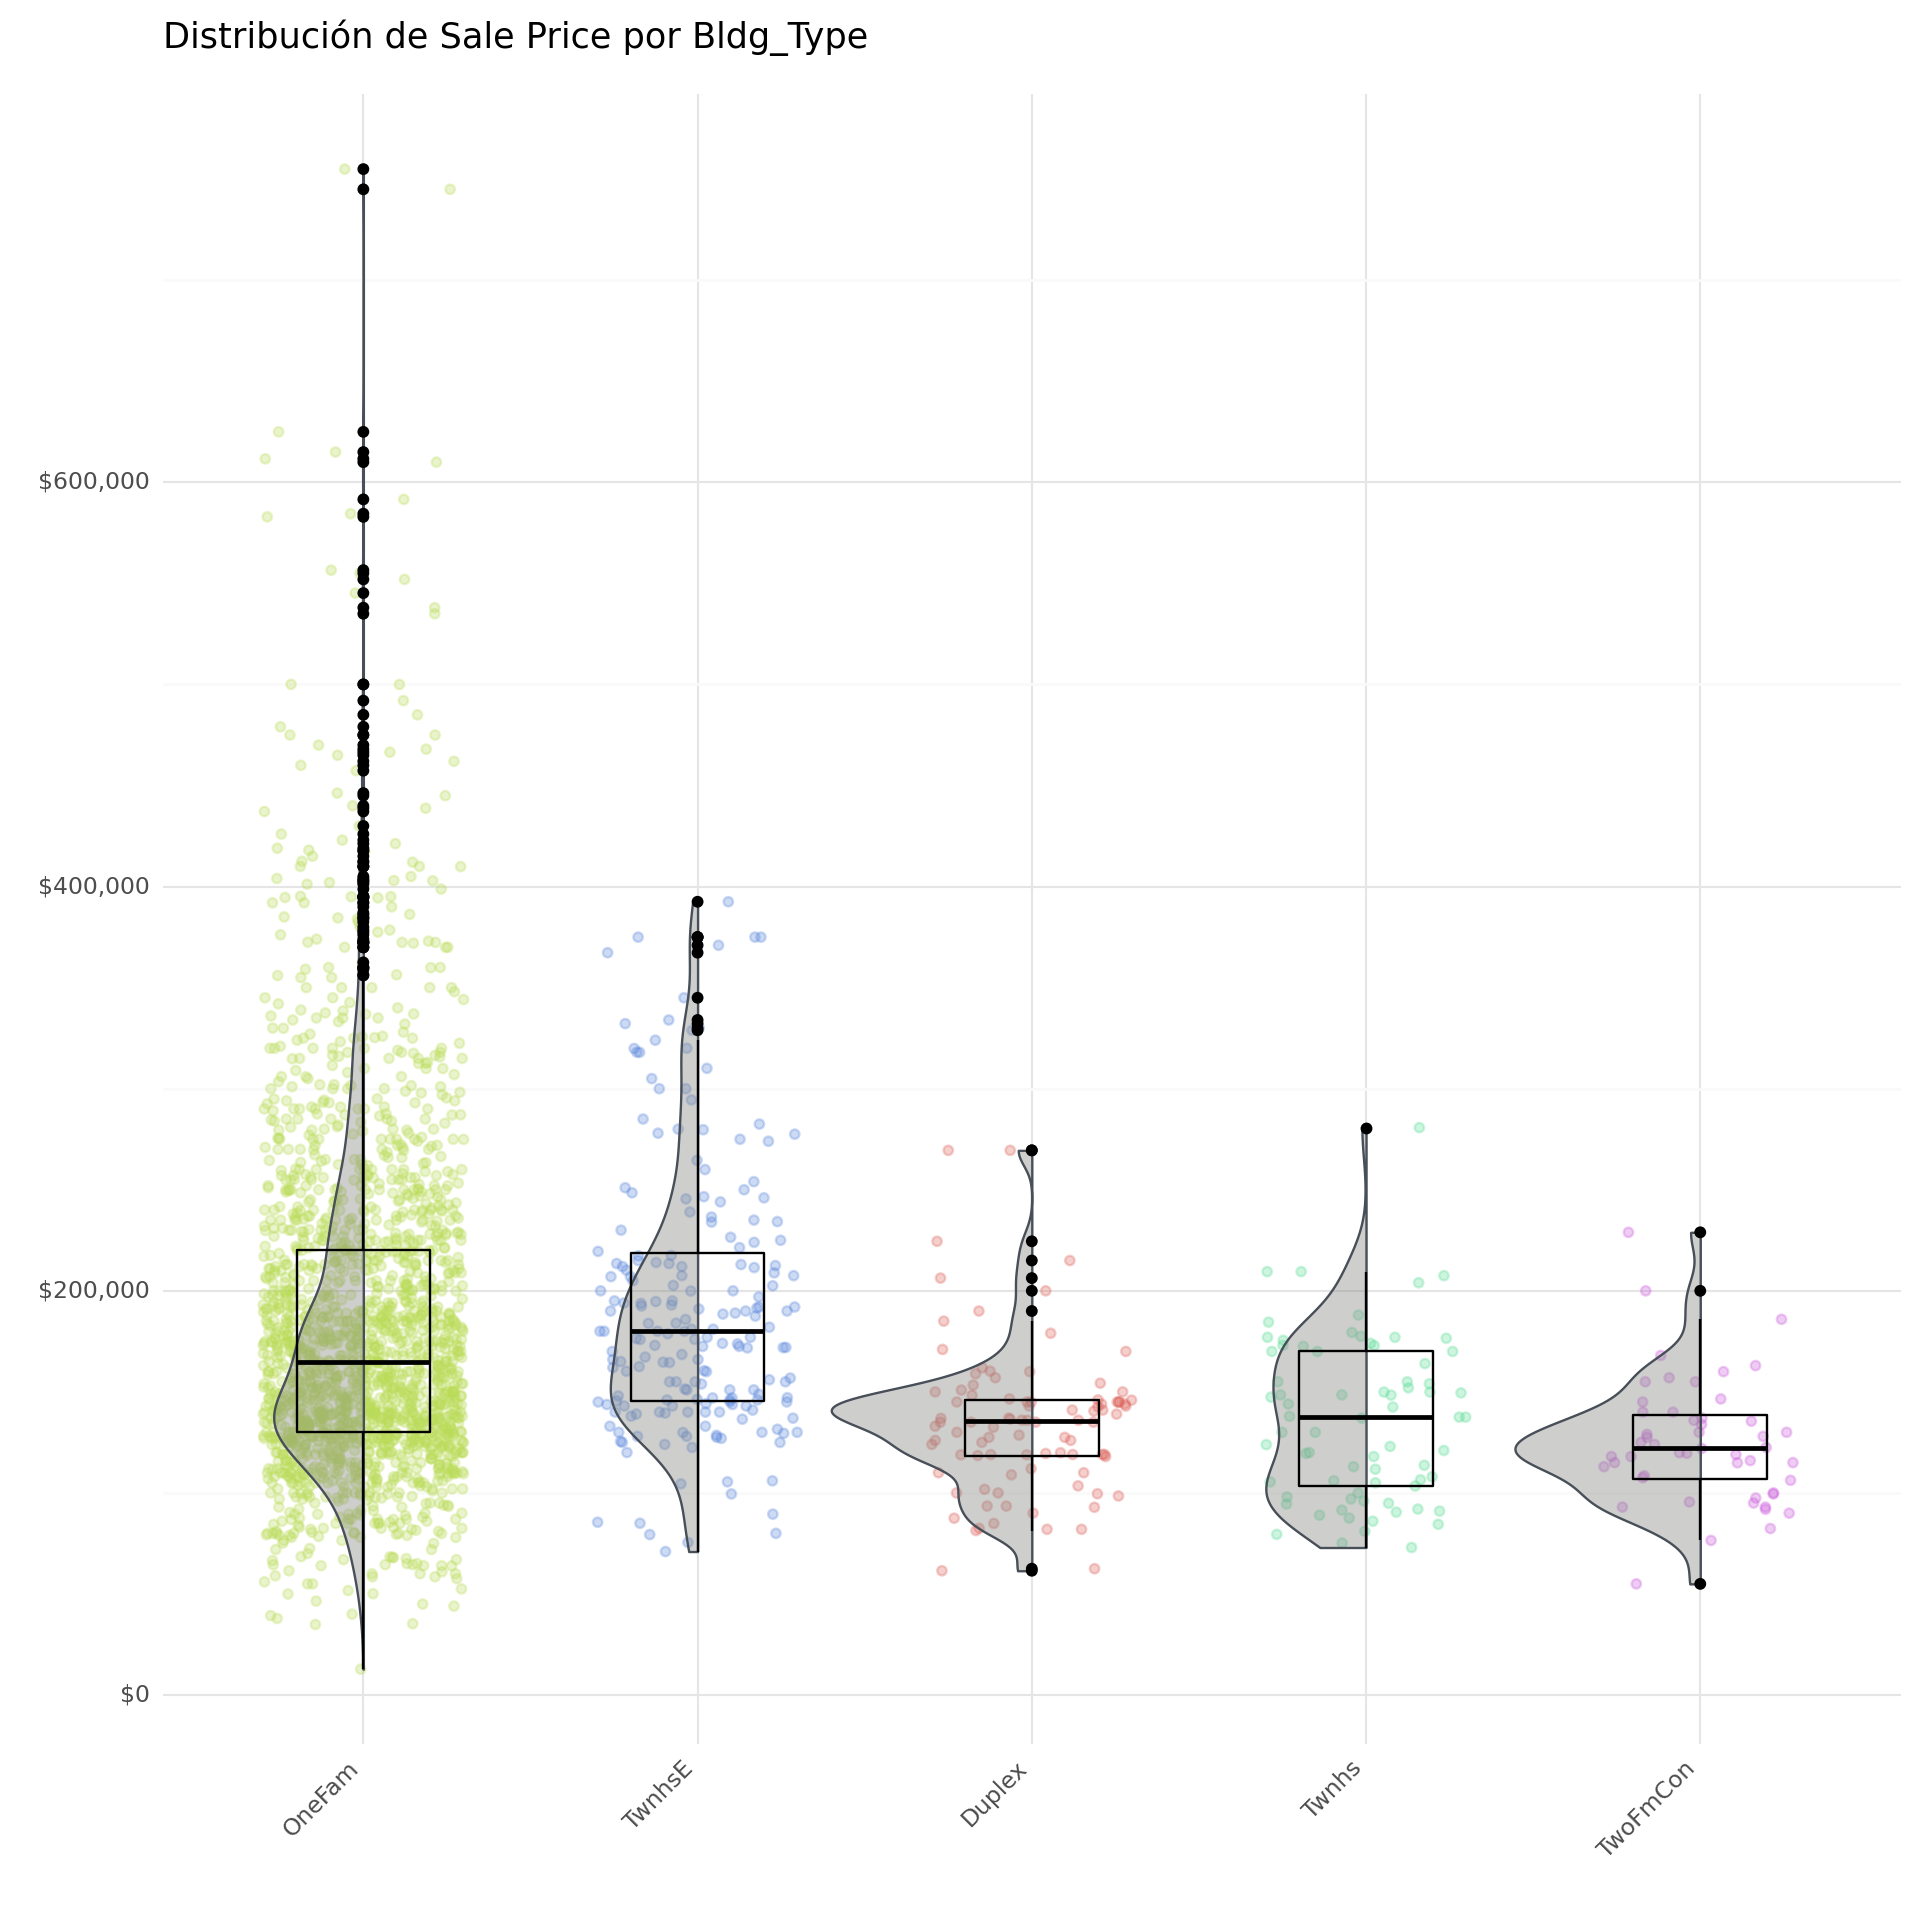 Distribución de Sale Price por Bldg_Type
$600,000
$400,000
$200,000
$0
OneFam
TwnhsE
Duplex
Twnhs
TwoFmCon